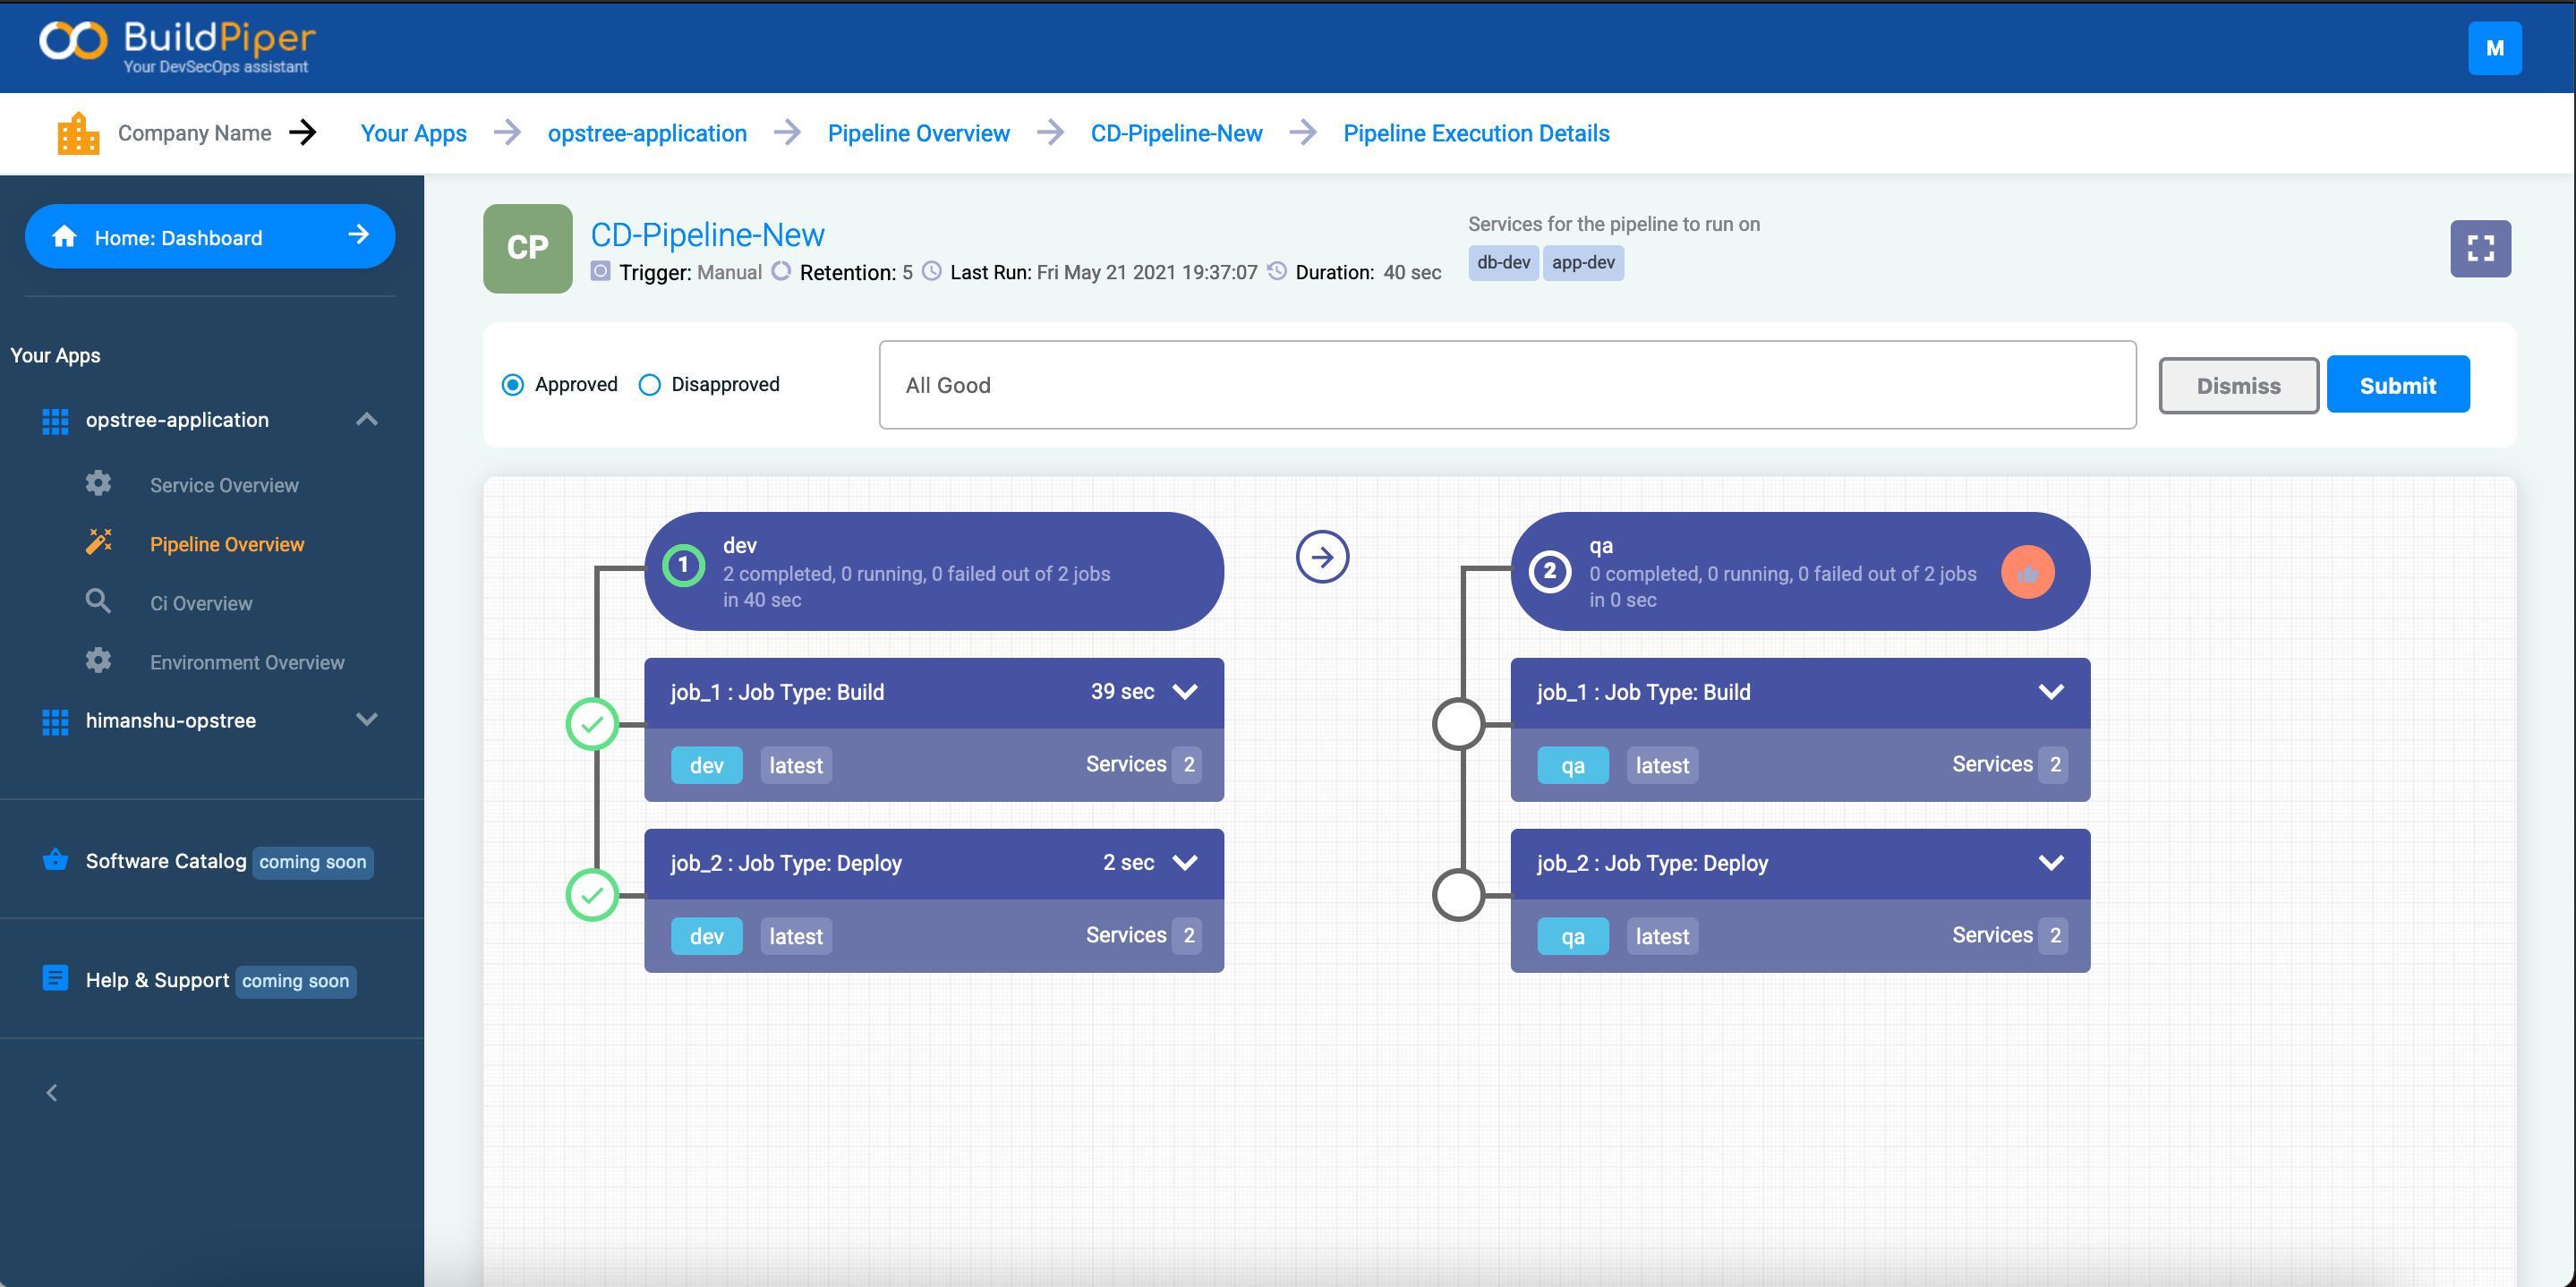 BuildPiper
Your DevSecOps assistant
M
Company Name Your Apps opstree-application Pipeline Overview CD-Pipeline-New Pipeline Execution Details
Home: Dashboard
Your Apps
opstree-application
Service Overview
Pipeline Overview
Ci Overview
Environment Overview
himanshu-opstree
Software Catalog coming soon
Help & Support coming soon
CP
CD-Pipeline-New
Trigger: Manual Retention: 5 Last Run: Fri May 21 2021 19:37:07 Duration: 40 sec
Services for the pipeline to run on
db-dev app-dev
Approved Disapproved
All Good
Dismiss Submit
1
dev
2 completed, 0 running, 0 failed out of 2 jobs
in 40 sec
job_1 : Job Type: Build 39 sec
dev latest Services 2
job_2 : Job Type: Deploy 2 sec
dev latest Services 2
2
qa
0 completed, 0 running, 0 failed out of 2 jobs
in 0 sec
job_1 : Job Type: Build
qa latest Services 2
job_2 : Job Type: Deploy
qa latest Services 2